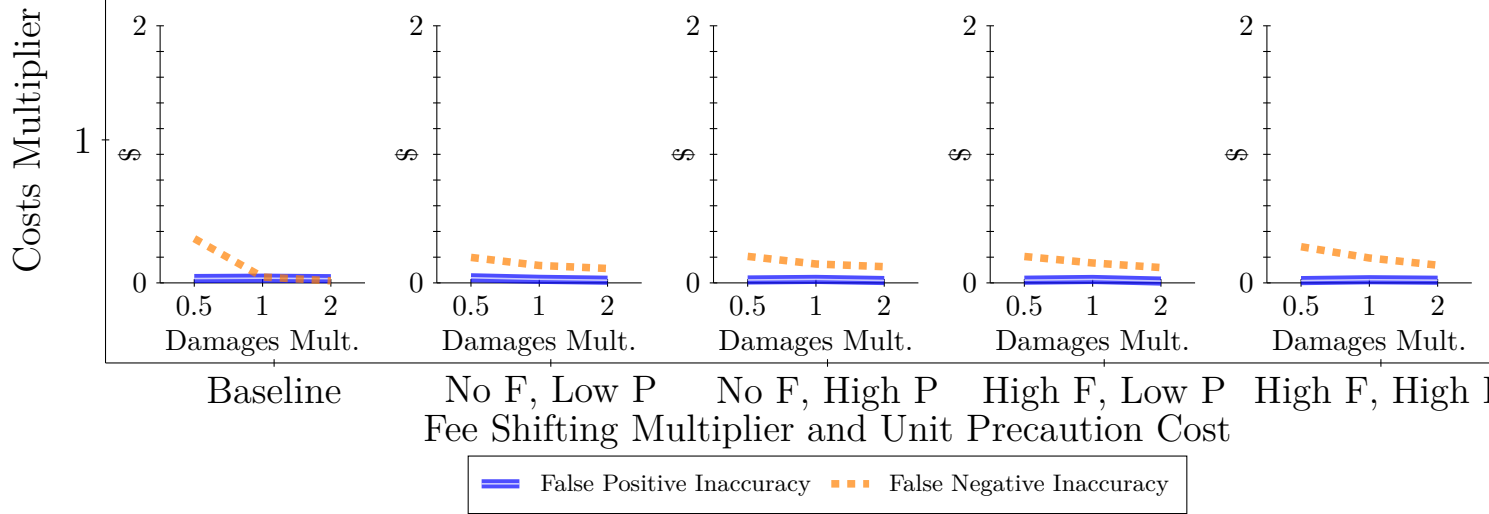 Costs Multiplier
1
2
0
$
0.5 1 2
Damages Mult.
2
0
$
0.5 1 2
Damages Mult.
2
0
$
0.5 1 2
Damages Mult.
2
0
$
0.5 1 2
Damages Mult.
2
0
$
0.5 1 2
Damages Mult.
Baseline
No F, Low P
No F, High P
High F, Low P
High F, High
Fee Shifting Multiplier and Unit Precaution Cost
False Positive Inaccuracy
False Negative Inaccuracy